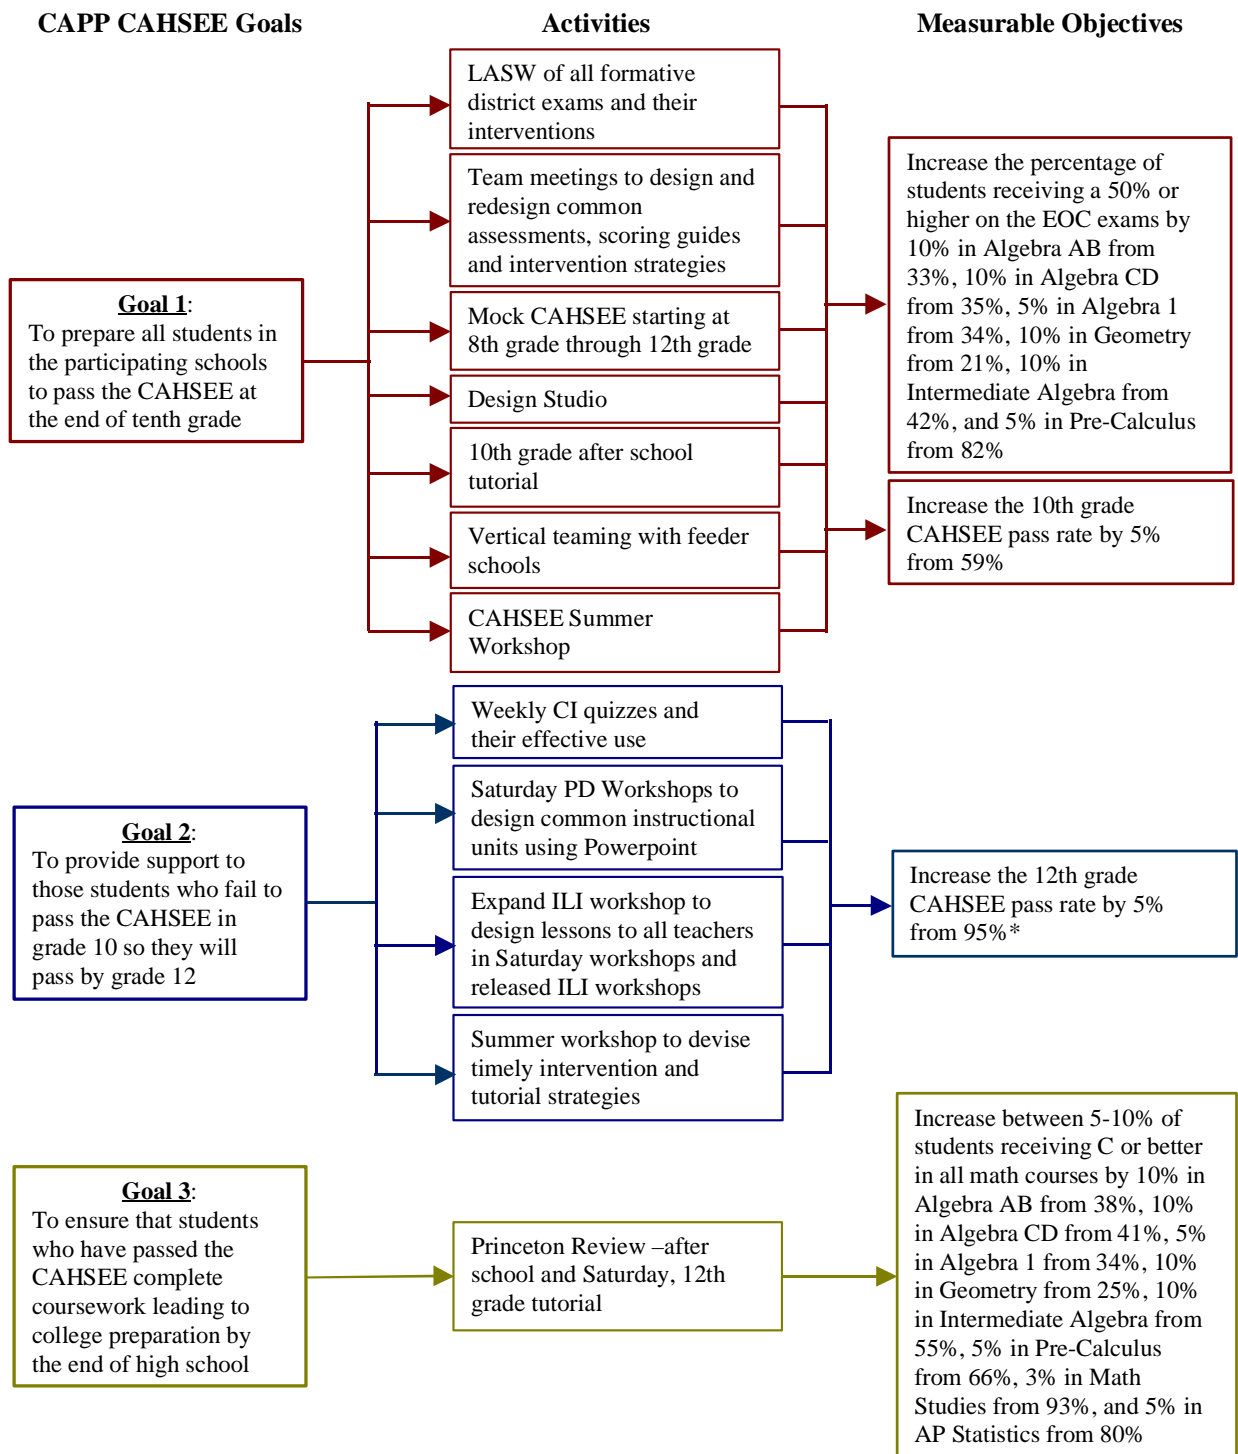 CAPP CAHSEE Goals
Activities
Measurable Objectives
Goal 1:
To prepare all students in
the participating schools
to pass the CAHSEE at
the end of tenth grade
LASW of all formative
district exams and their
interventions
Team meetings to design and
redesign common
assessments, scoring guides
and intervention strategies
Mock CAHSEE starting at
8th grade through 12th grade
Design Studio
10th grade after school
tutorial
Vertical teaming with feeder
schools
CAHSEE Summer
Workshop
Increase the percentage of
students receiving a 50% or
higher on the EOC exams by
10% in Algebra AB from
33%, 10% in Algebra CD
from 35%, 5% in Algebra 1
from 34%, 10% in Geometry
from 21%, 10% in
Intermediate Algebra from
42%, and 5% in Pre-Calculus
from 82%
Increase the 10th grade
CAHSEE pass rate by 5%
from 59%
Goal 2:
To provide support to
those students who fail to
pass the CAHSEE in
grade 10 so they will
pass by grade 12
Weekly CI quizzes and
their effective use
Saturday PD Workshops to
design common instructional
units using Powerpoint
Expand ILI workshop to
design lessons to all teachers
in Saturday workshops and
released ILI workshops
Summer workshop to devise
timely intervention and
tutorial strategies
Increase the 12th grade
CAHSEE pass rate by 5%
from 95%*
Goal 3:
To ensure that students
who have passed the
CAHSEE complete
coursework leading to
college preparation by
the end of high school
Princeton Review –after
school and Saturday, 12th
grade tutorial
Increase between 5-10% of
students receiving C or better
in all math courses by 10% in
Algebra AB from 38%, 10%
in Algebra CD from 41%, 5%
in Algebra 1 from 34%, 10%
in Geometry from 25%, 10%
in Intermediate Algebra from
55%, 5% in Pre-Calculus
from 66%, 3% in Math
Studies from 93%, and 5% in
AP Statistics from 80%